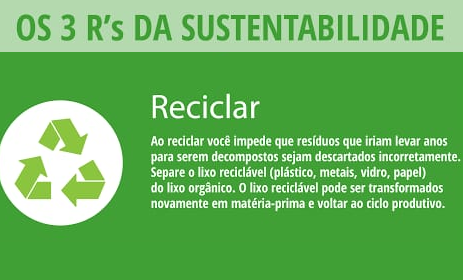 OS 3 R's DA SUSTENTABILIDADE
Reciclar
Ao reciclar você impede que resíduos que iriam levar anos
para serem decompostos sejam descartados incorretamente.
Separe o lixo reciclável (plástico, metais, vidro, papel)
do lixo orgânico. O lixo reciclável pode ser transformados
novamente em matéria-prima e voltar ao ciclo produtivo.